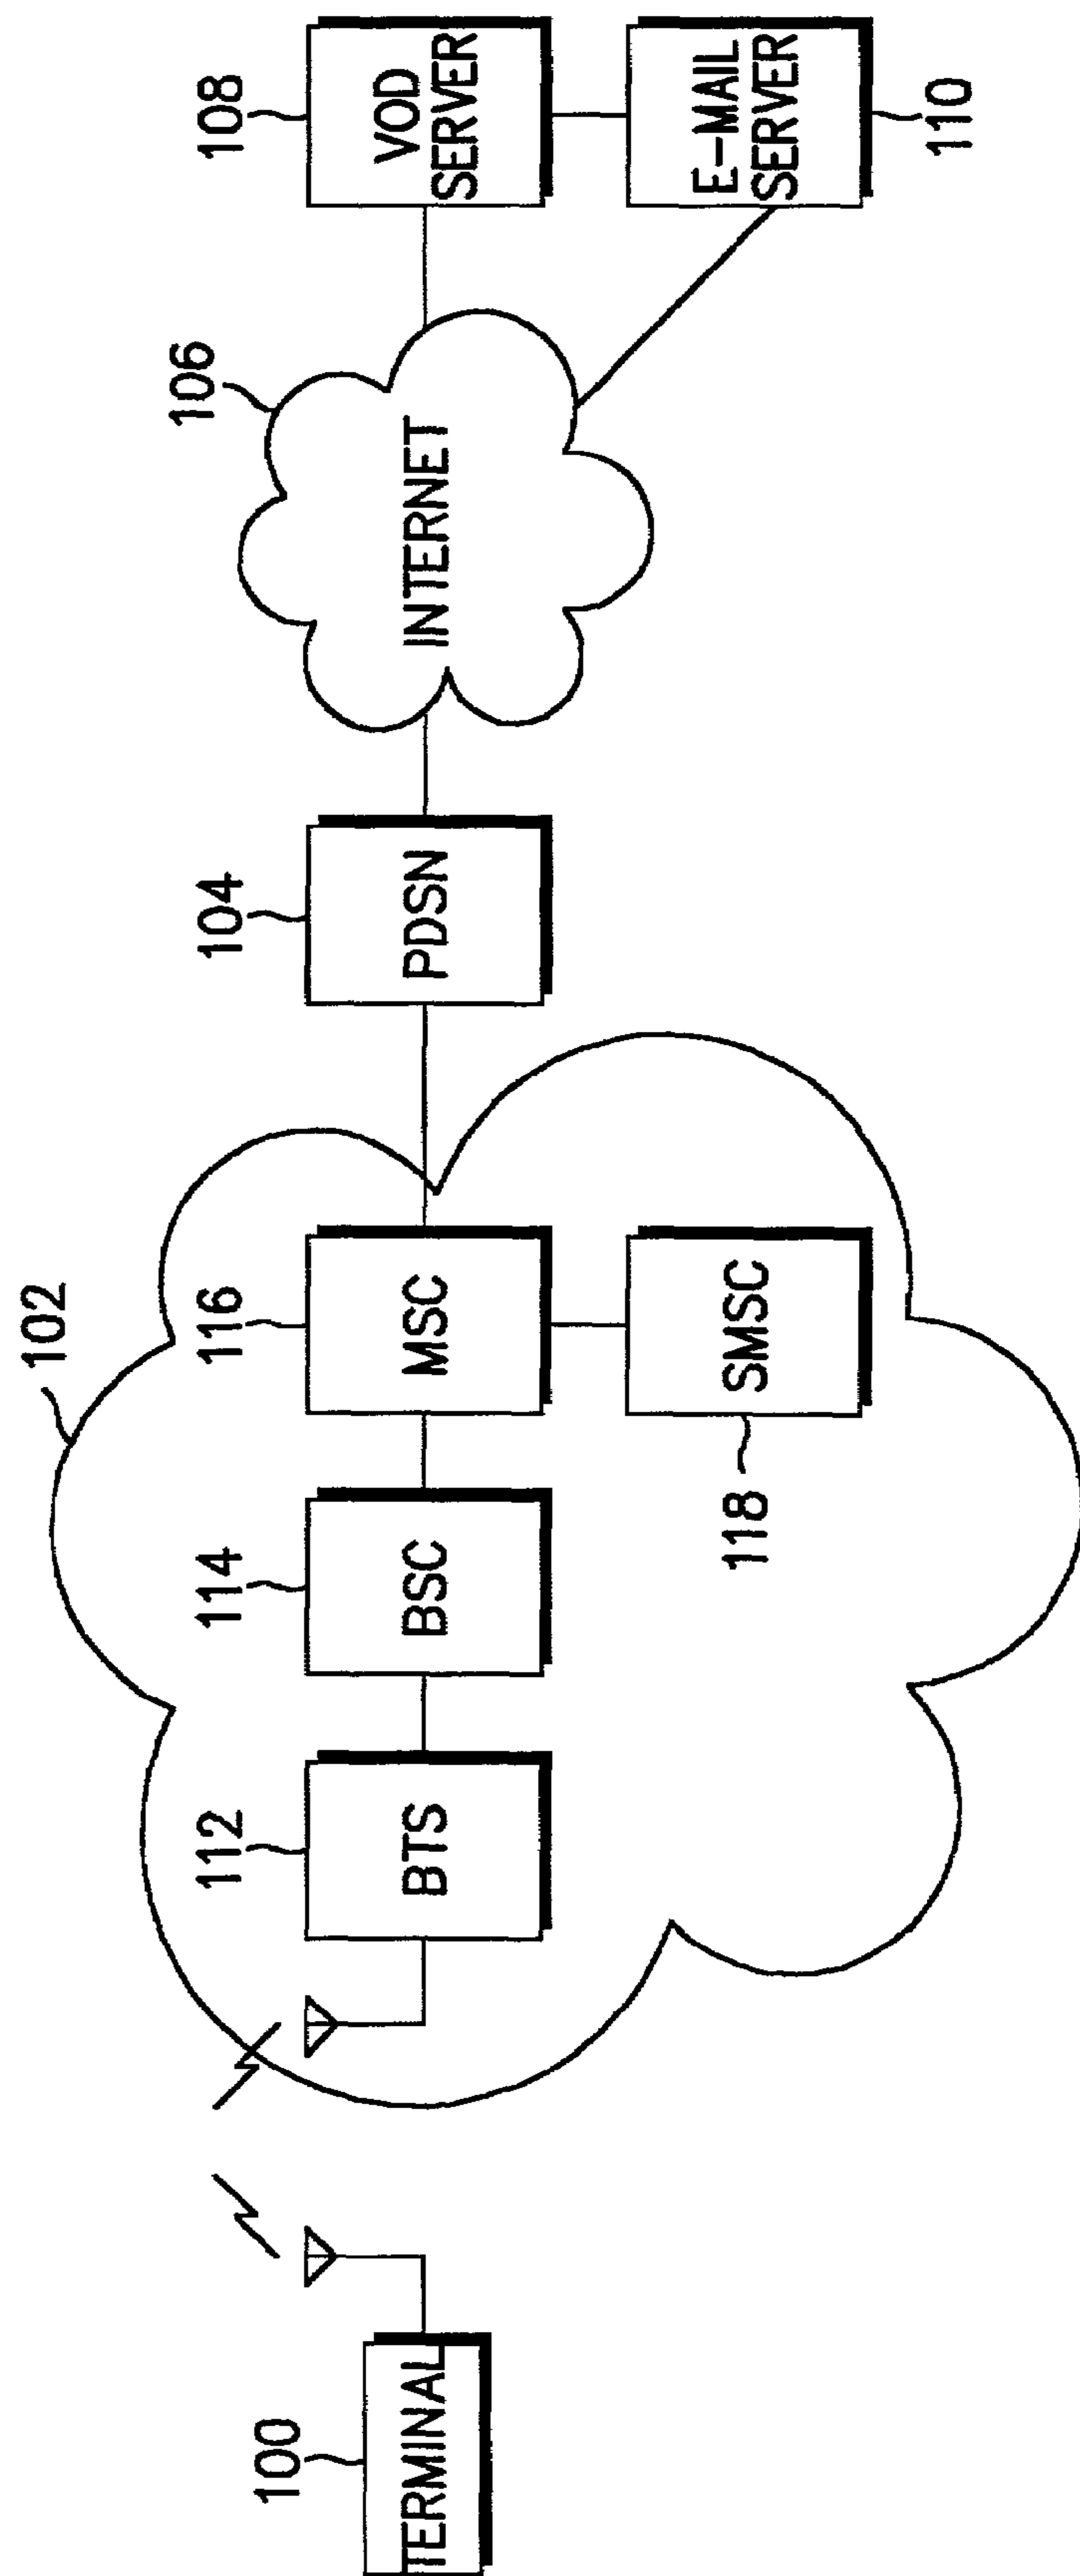 102
106
108
VOD
SERVER
104
116
114
112
100
TERMINAL
BTS
BSC
MSC
PDSN
INTERNET
118
SMSC
E-MAIL
SERVER
110